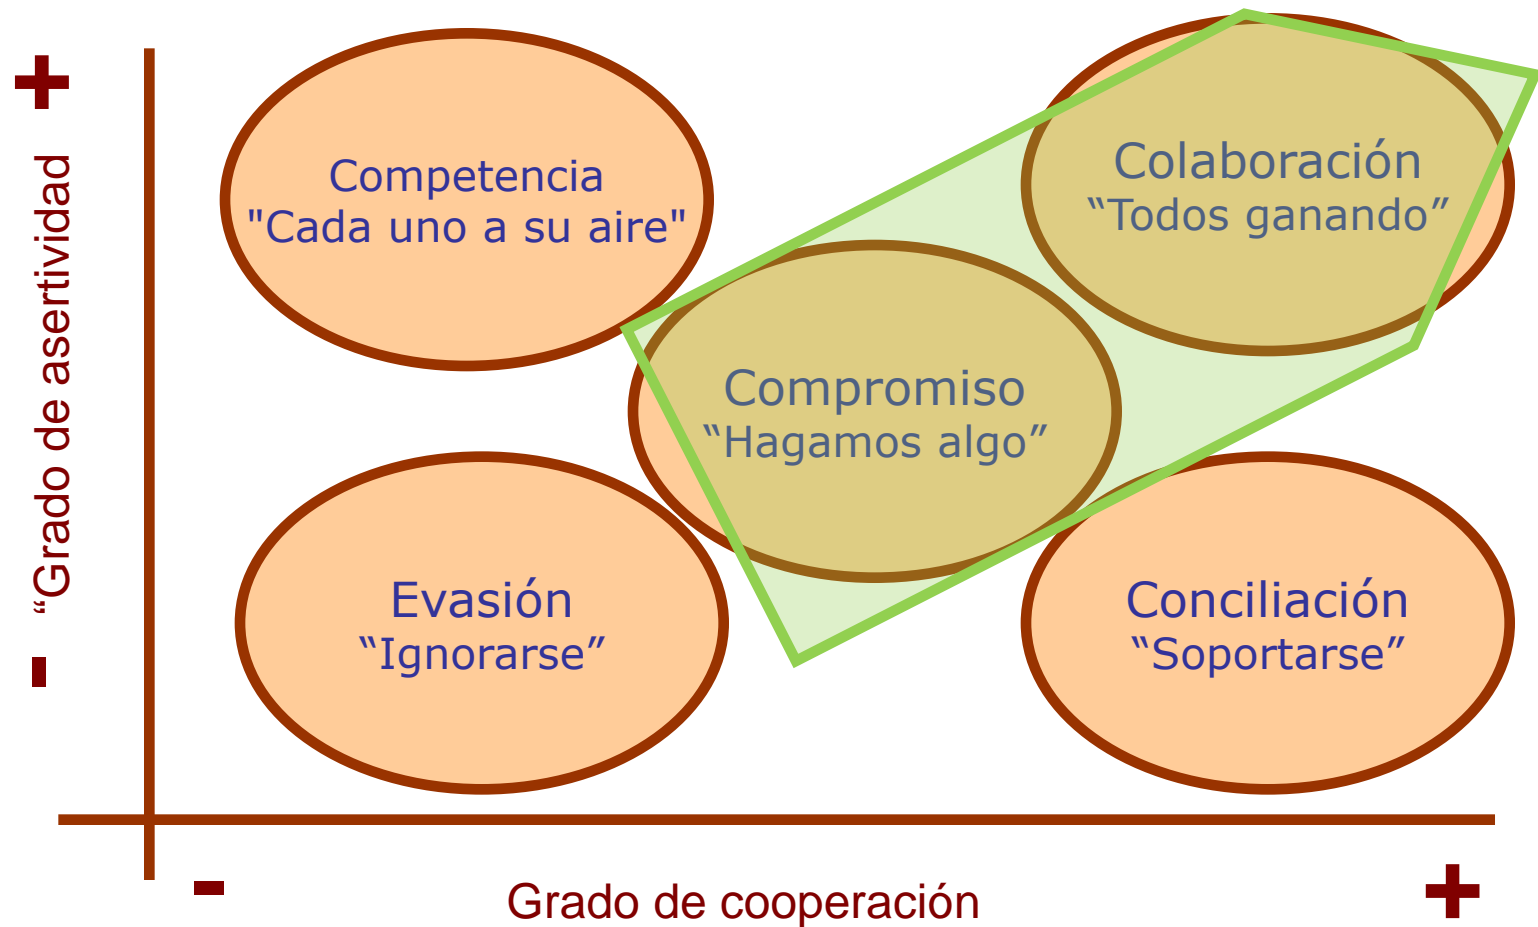 +
Competencia
"Cada uno a su aire"
Colaboración
“Todos ganando”
Compromiso
“Hagamos algo”
Evasión
“Ignorarse”
Conciliación
“Soportarse”
“Grado de asertividad
-
-
Grado de cooperación
+